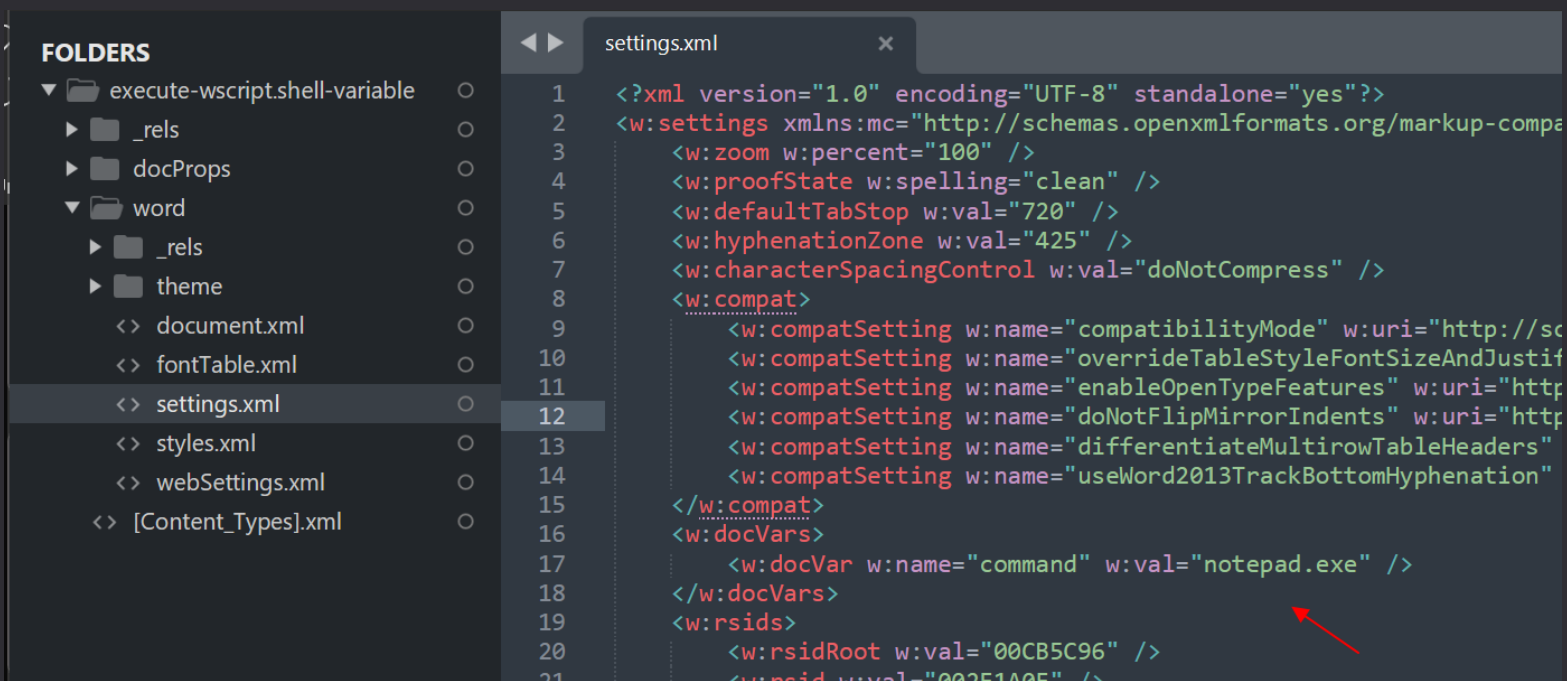 FOLDERS
execute-wscript.shell-variable
_rels
docProps
word
_rels
theme
<> document.xml
<> fontTable.xml
<> settings.xml
<> styles.xml
<> webSettings.xml
<> [Content_Types].xml
settings.xml ×
1 <?xml version="1.0" encoding="UTF-8" standalone="yes"?>
2 <w:settings xmlns:mc="http://schemas.openxmlformats.org/markup-compa
3 <w:zoom w:percent="100" />
4 <w:proofState w:spelling="clean" />
5 <w:defaultTabStop w:val="720" />
6 <w:hyphenationZone w:val="425" />
7 <w:characterSpacingControl w:val="doNotCompress" />
8 <w:compat>
9 <w:compatSetting w:name="compatibilityMode" w:uri="http://sc
10 <w:compatSetting w:name="overrideTableStyleFontSizeAndJustif
11 <w:compatSetting w:name="enableOpenTypeFeatures" w:uri="http
12 <w:compatSetting w:name="doNotFlipMirrorIndents" w:uri="http
13 <w:compatSetting w:name="differentiateMultirowTableHeaders"
14 <w:compatSetting w:name="useWord2013TrackBottomHyphenation"
15 </w:compat>
16 <w:docVars>
17 <w:docVar w:name="command" w:val="notepad.exe" />
18 </w:docVars>
19 <w:rsids>
20 <w:rsidRoot w:val="00CB5C96" />
21 <w:rsid w:val=